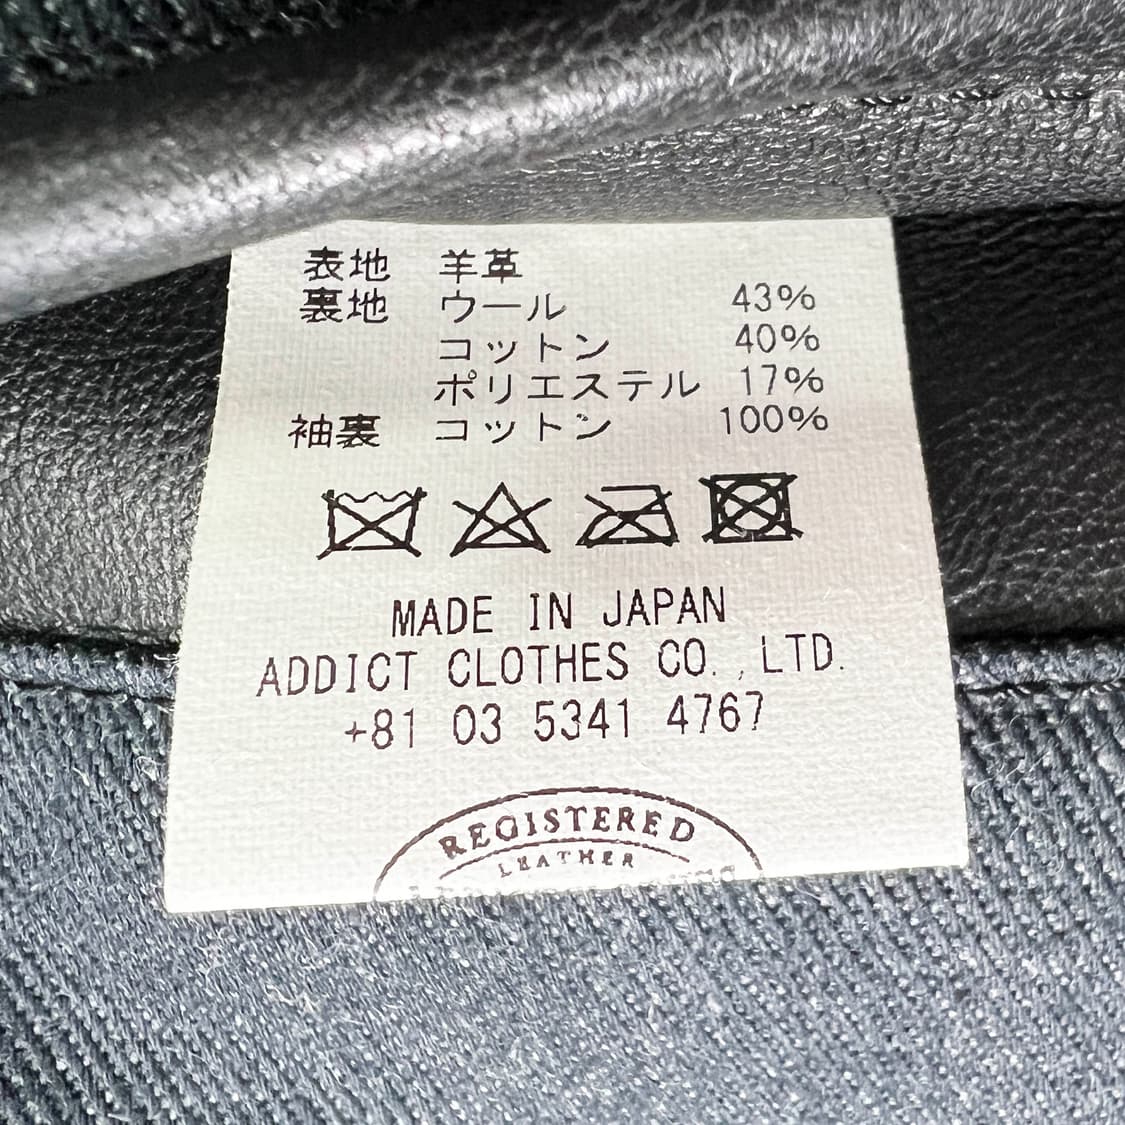 表地 羊革
裏地 ウール 43%
コットン 40%
ポリエステル 17%
袖裏 コットン 100%
MADE IN JAPAN
ADDICT CLOTHES CO.,LTD.
+81 03 5341 4767
REGISTERED
LEATHER